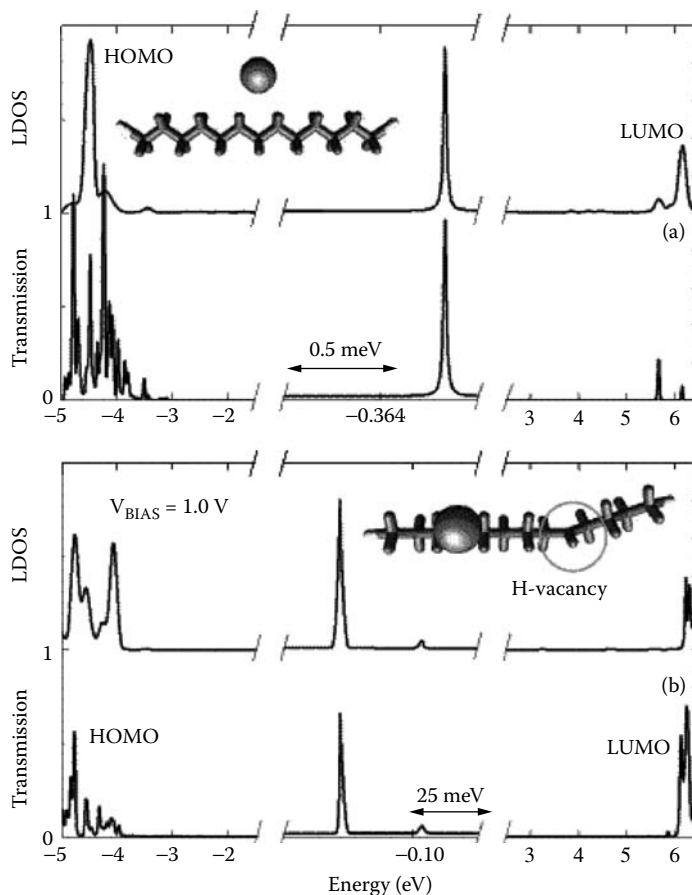 HOMO
LDOS
LUMO
1
(a)
Transmission
0.5 meV
0
−5 −4 −3 −2 −0.364 3 4 5 6
V_BIAS = 1.0 V
LDOS
H-vacancy
1
(b)
Transmission
HOMO
LUMO
25 meV
0
−5 −4 −3 −2 −0.10 3 4 5 6
Energy (eV)